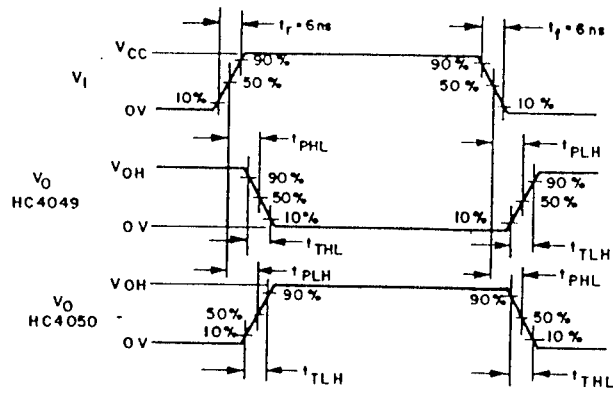 tr = 6ns
tf = 6ns
VCC
VI
90%
50%
10%
0V
90%
50%
10%
tPHL
tPLH
VOH
VO
HC4049
90%
50%
10%
0V
tTHL
90%
50%
10%
tTLH
tPLH
tPHL
VOH
VO
HC4050
90%
50%
10%
0V
tTLH
90%
50%
10%
tTHL